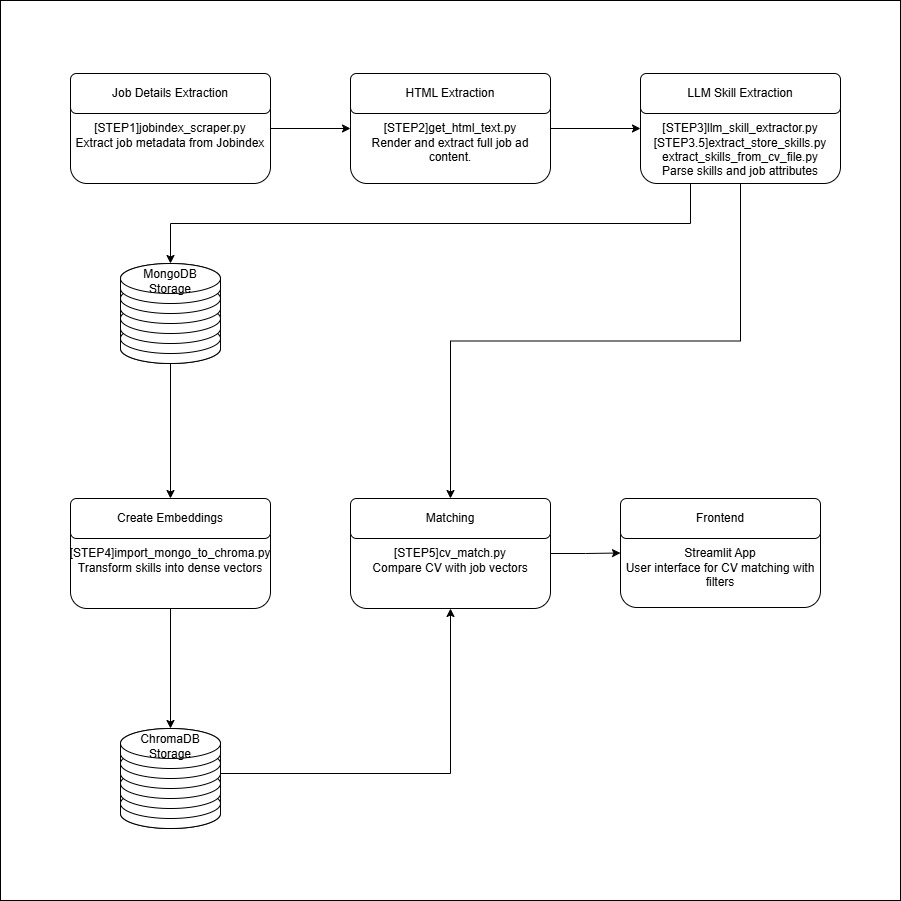 Job Details Extraction
[STEP1]jobindex_scraper.py
Extract job metadata from Jobindex
HTML Extraction
[STEP2]get_html_text.py
Render and extract full job ad
content.
LLM Skill Extraction
[STEP3]llm_skill_extractor.py
[STEP3.5]extract_store_skills.py
extract_skills_from_cv_file.py
Parse skills and job attributes
MongoDB
Storage
Create Embeddings
[STEP4]import_mongo_to_chroma.py
Transform skills into dense vectors
Matching
[STEP5]cv_match.py
Compare CV with job vectors
Frontend
Streamlit App
User interface for CV matching with
filters
ChromaDB
Storage